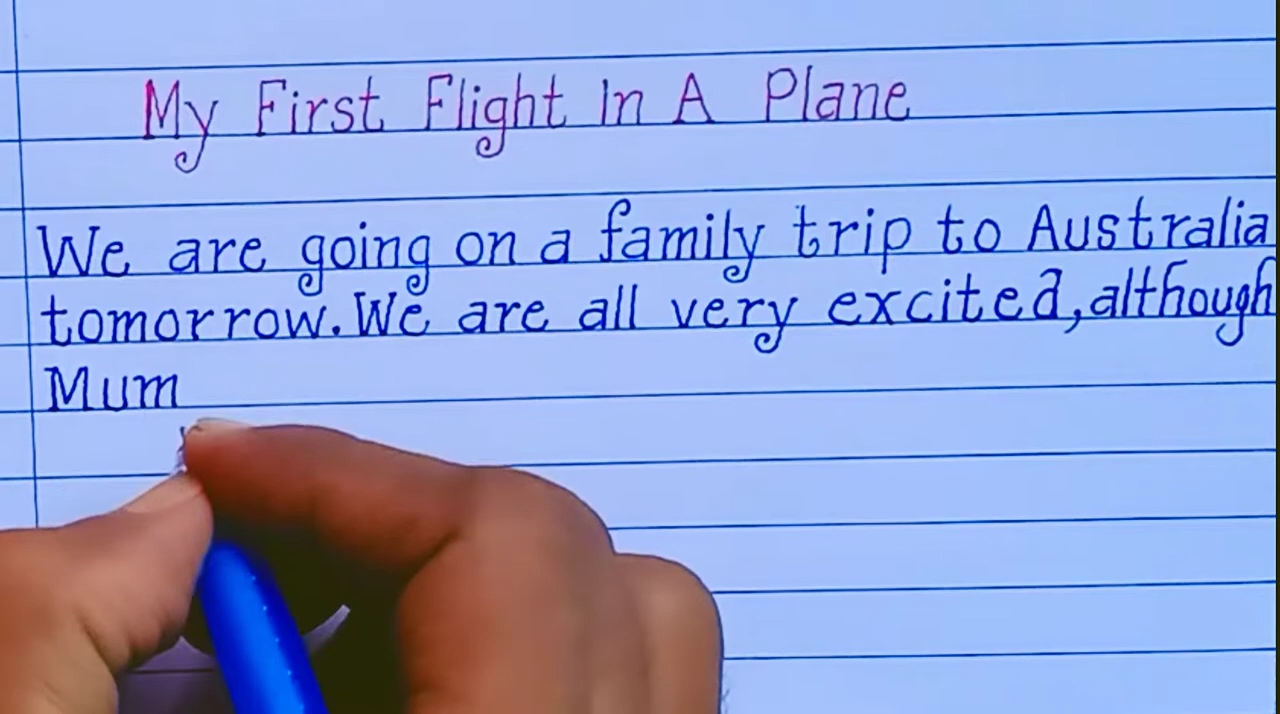 My First Flight In A Plane
We are going on a family trip to Australia
tomorrow. We are all very excited, although
Mum